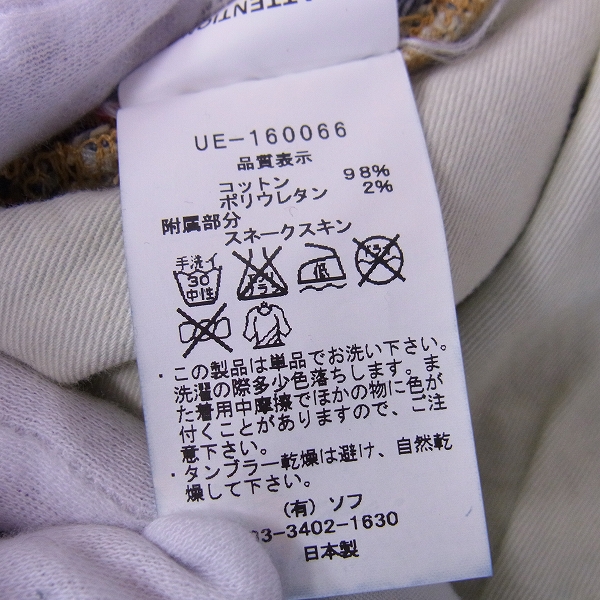 ATTENTION
UE-160066
品質表示
コットン 98%
ポリウレタン 2%
附属部分
スネークスキン
手洗イ
30
中性
低
・この製品は単品でお洗い下さい。ま
洗濯の際多少色落ちします。ま
た着用中摩擦でほかの物に色が
付くことがありますので、ご注
意下さい。
・タンブラー乾燥は避け、自然乾
燥して下さい。
(有) ソフ
03-3402-1630
日本製